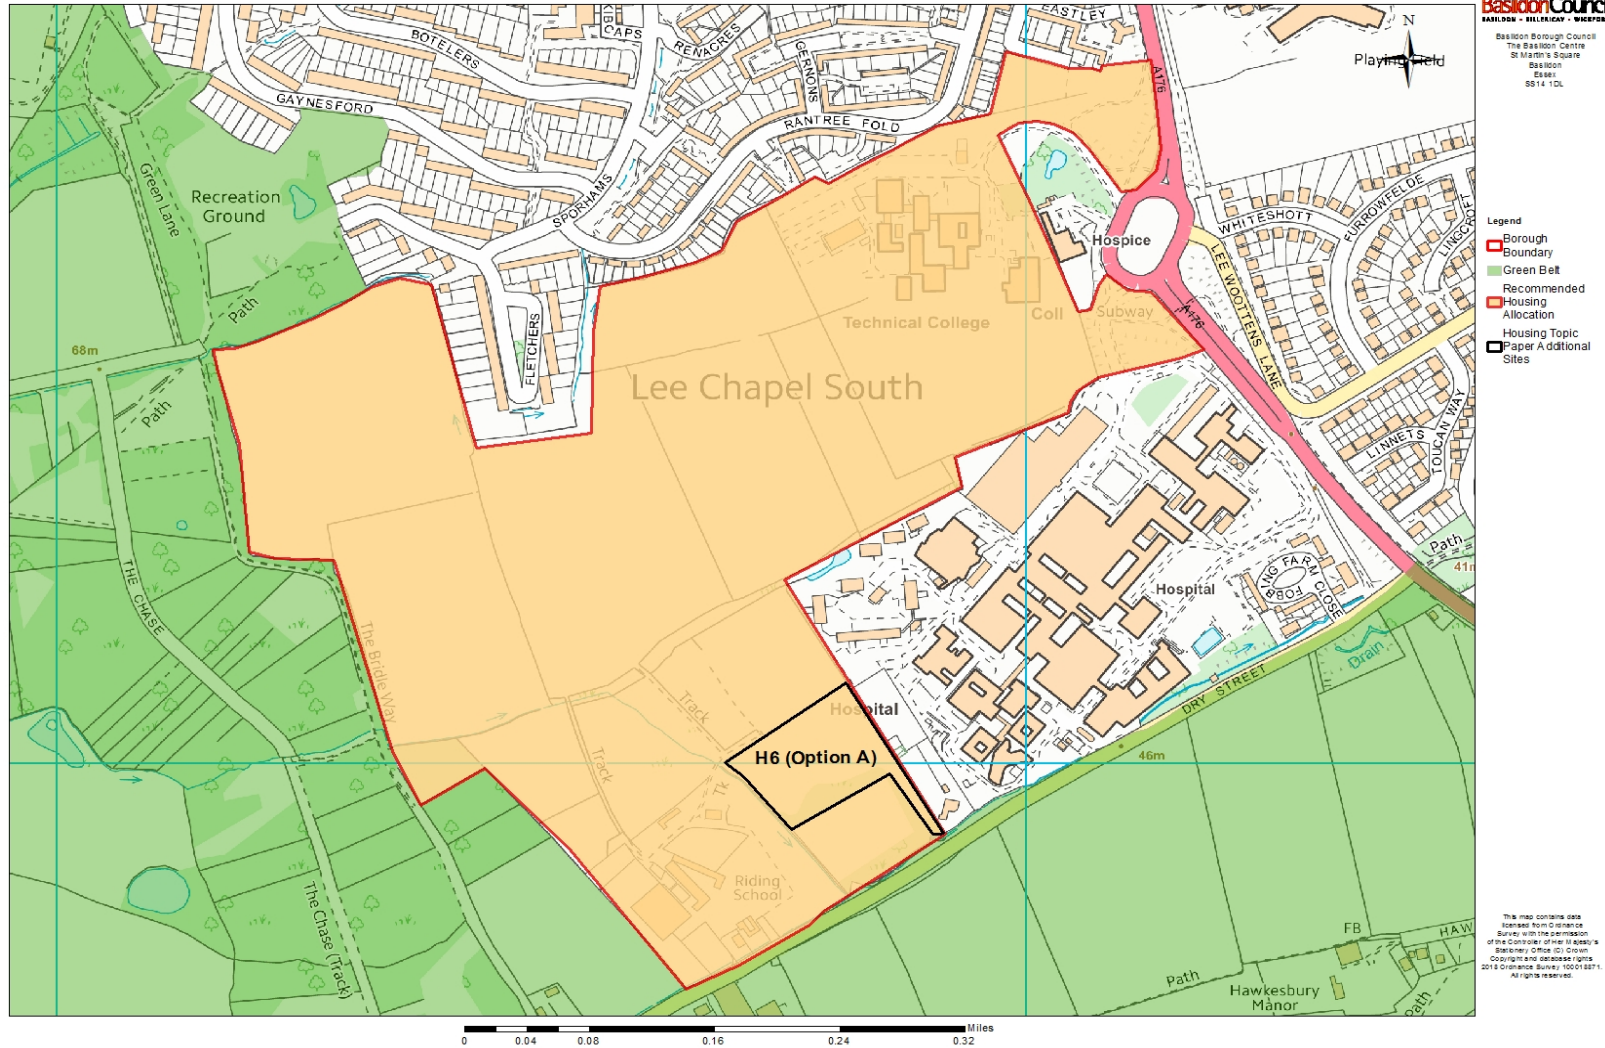 Basildon
BASILDON • BILLERICAY •
EASTLEY
CAPS
RENACRES
BOTELERS
GERNONS
N
Playing Field
A176
Basildon Borough Council
The Basildon Centre
St Martin's Square
Basildon
Essex
SS14 1DL
GAYNESFORD
RANTREE FOLD
Green Lane
Recreation
Ground
SPORHAMS
Hospice
WHITESHOTT
FURROWFELDE
LEE WOOTTENS LANE
Legend
Borough
Boundary
Green Belt
Recommended
Housing
Allocation
Housing Topic
Paper Additional
Sites
Path
Technical College
Coll
Subway
A176
FLETCHERS
68m
Path
Lee Chapel South
LINNETS
TOUCAN WAY
Path
THE CHASE
FOBBING FARM CLOSE
Hospital
The Bridle Way
Drain
DRY STREET
Track
Hospital
H6 (Option A)
46m
Track
Tk
Riding
School
The Chase (Track)
FB
HAW
Path
Hawkesbury
Manor
Path
This map contains data
licensed from Ordnance
Survey with the permission
of the Controller of Her Majesty's
Stationery Office (C) Crown
Copyright and database rights
2018 Ordnance Survey 100018871.
All rights reserved.
Miles
0 0.04 0.08 0.16 0.24 0.32